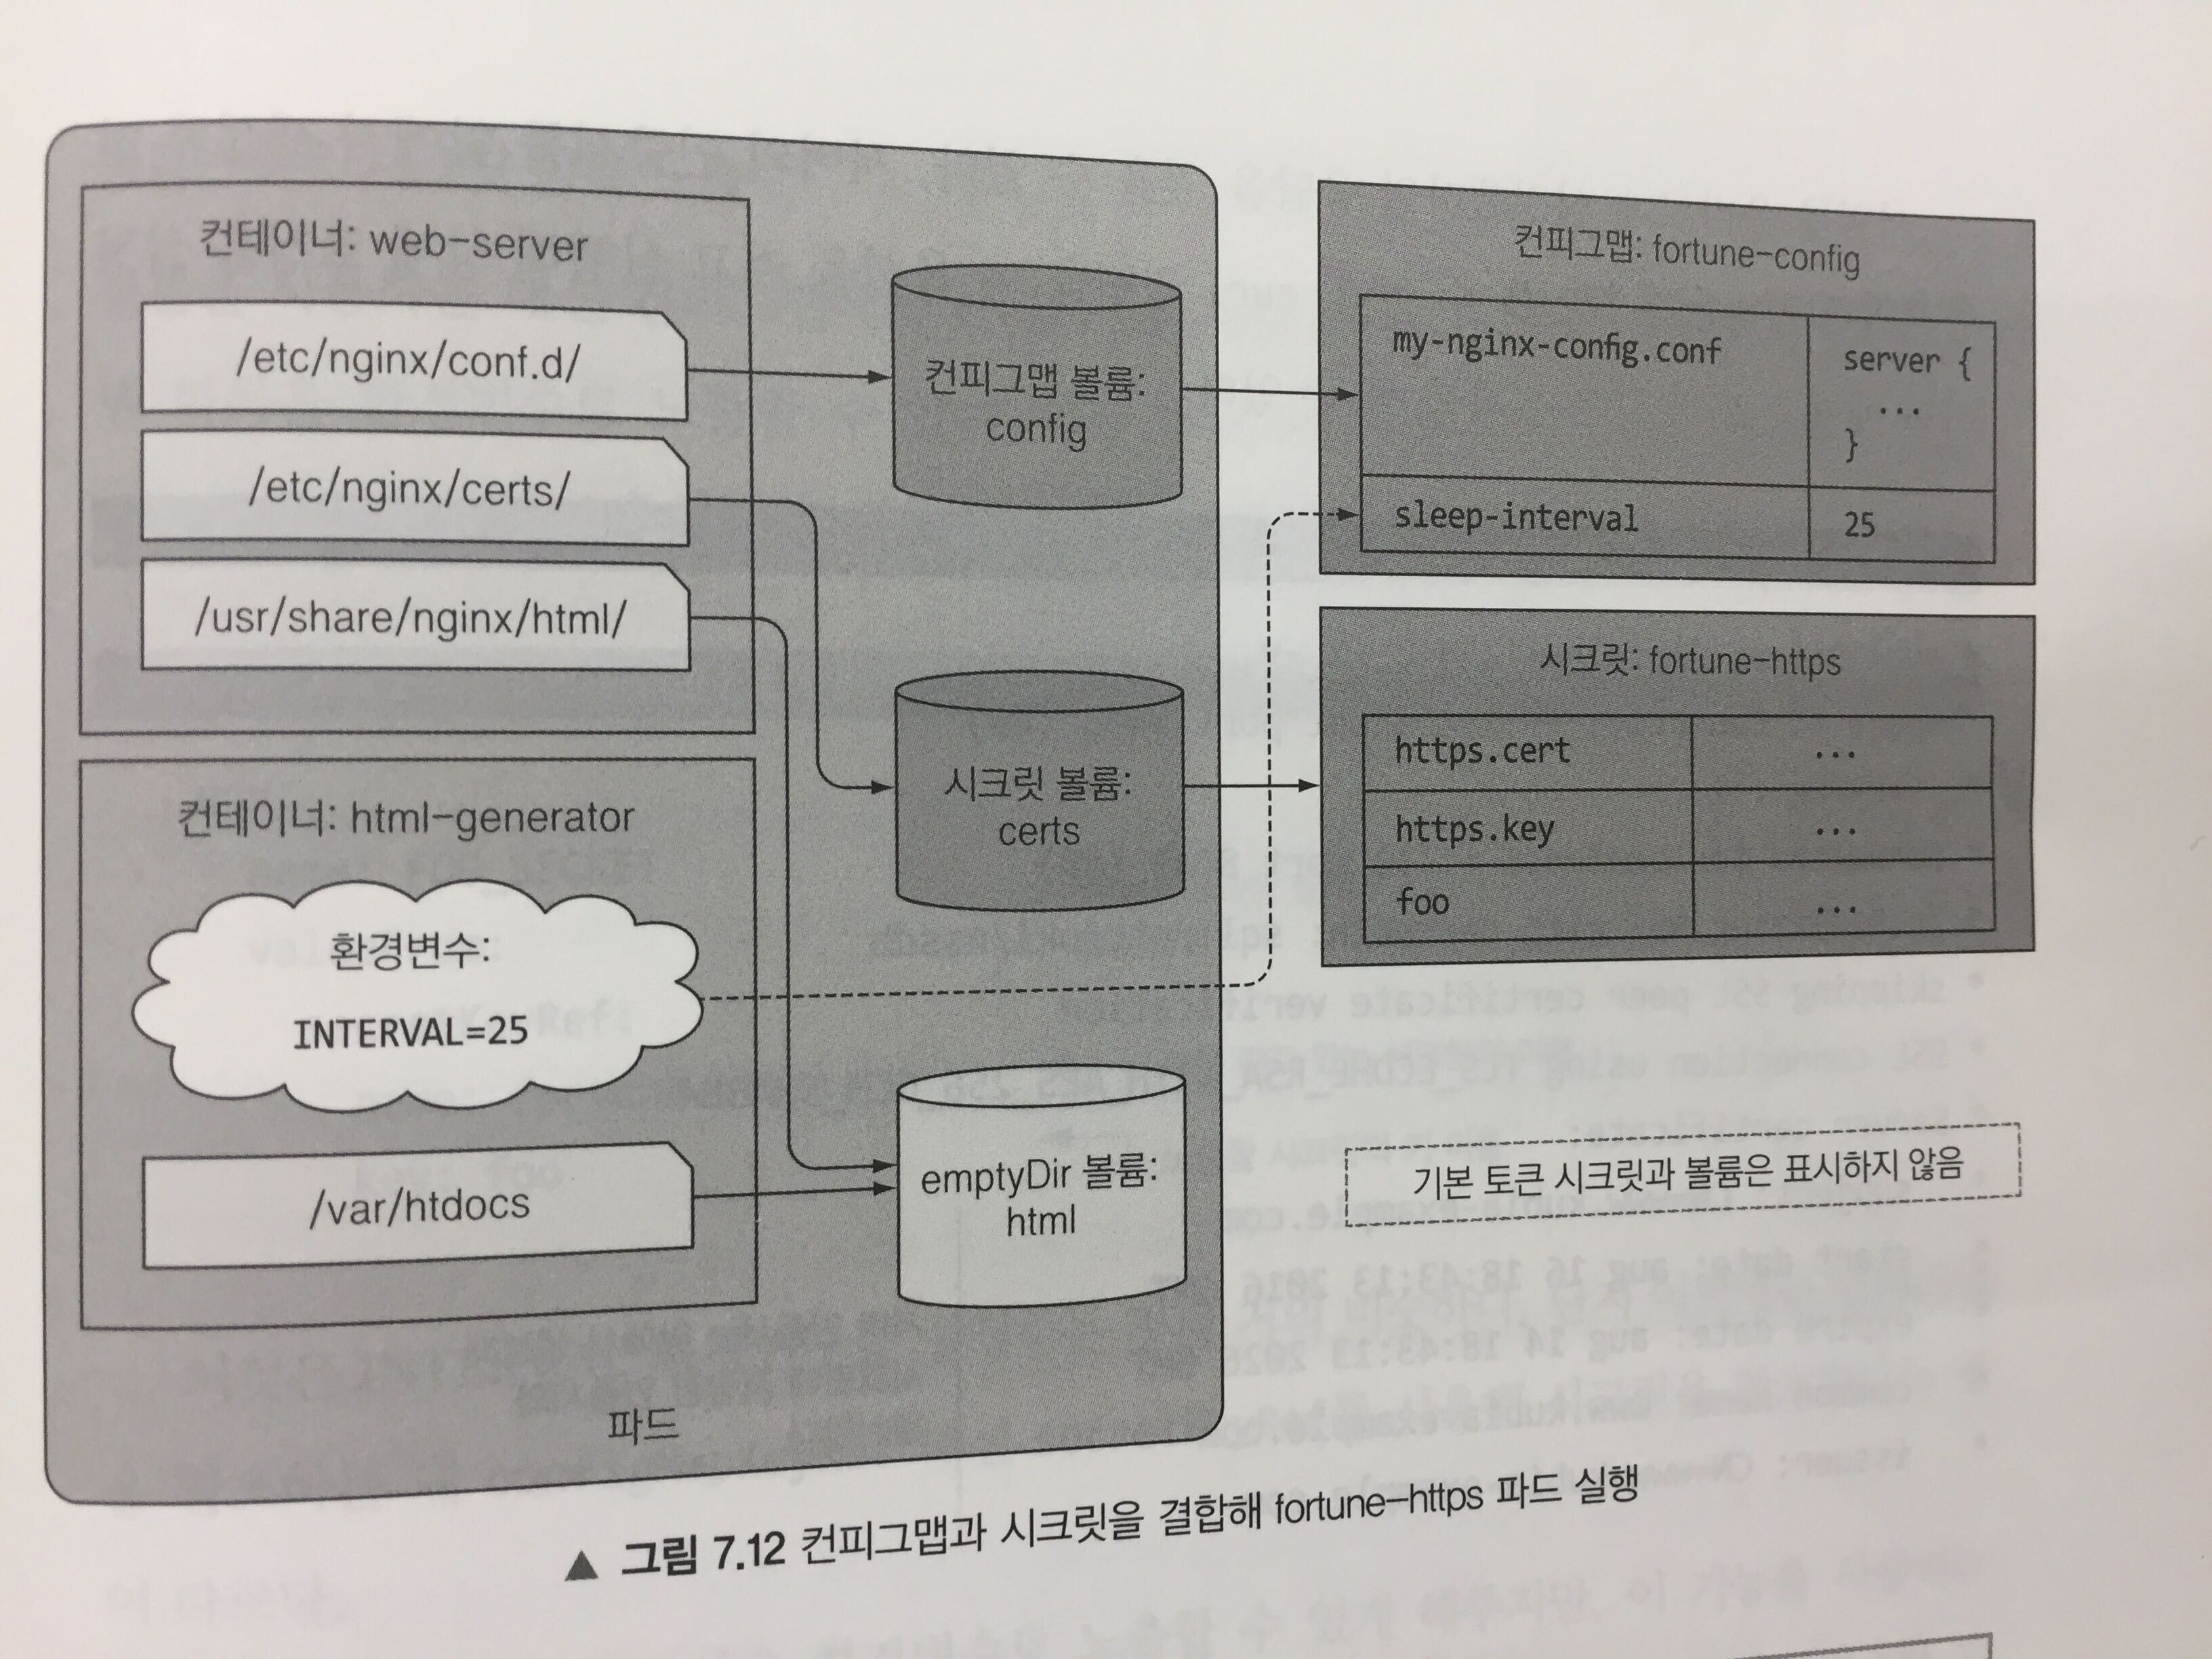 컨테이너: web-server
/etc/nginx/conf.d/
/etc/nginx/certs/
/usr/share/nginx/html/
컨테이너: html-generator
환경변수:
INTERVAL=25
/var/htdocs
컨피그맵 볼륨:
config
시크릿 볼륨:
certs
emptyDir 볼륨:
html
파드
컨피그맵: fortune-config
my-nginx-config.conf
server {
...
}
sleep-interval
25
시크릿: fortune-https
https.cert
...
https.key
...
foo
...
기본 토큰 시크릿과 볼륨은 표시하지 않음
▲ 그림 7.12 컨피그맵과 시크릿을 결합해 fortune-https 파드 실행